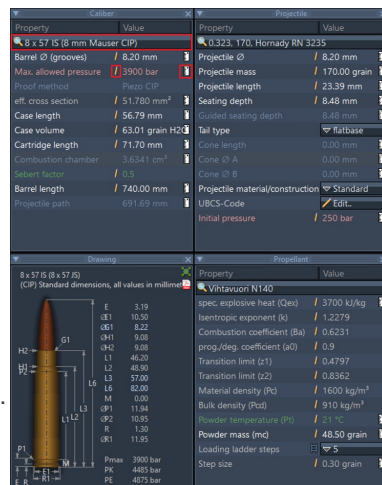 Caliber
Property Value
8 x 57 IS (8 mm Mauser CIP)
Barrel Ø (grooves) 8.20 mm
Max. allowed pressure 3900 bar
Proof method Piezo CIP
eff. cross section 51.780 mm²
Case length 56.79 mm
Case volume 63.01 grain H2O
Cartridge length 71.70 mm
Combustion chamber 3.6341 cm³
Sebert factor 0.5
Barrel length 740.00 mm
Projectile path 691.69 mm
Projectile
Property Value
0.323, 170, Hornady RN 3235
Projectile Ø 8.20 mm
Projectile mass 170.00 grain
Projectile length 23.39 mm
Seating depth 8.48 mm
Guided seating depth 8.48 mm
Tail type flatbase
Cone length 0.00 mm
Cone Ø A 0.00 mm
Cone Ø B 0.00 mm
Projectile material/construction Standard
UBCS-Code Edit..
Initial pressure 250 bar
Drawing
8 x 57 IS (8 x 57 JS)
(CIP) Standard dimensions, all values in millimet
E 3.19
ØE1 10.50
ØG1 8.22
ØH1 9.08
ØH2 9.08
L1 46.20
L2 48.90
L3 57.00
L6 82.00
M 0.00
ØP1 11.94
ØP2 10.95
R 1.30
ØR1 11.95
Pmax 3900 bar
PK 4485 bar
PE 4875 bar
G1
H2
H1
P2
L6
L3
L1 L2
P1
M
E1
E R R1
Propellant
Property Value
Vihtavuori N140
spec. explosive heat (Qex) 3700 kJ/kg
Isentropic exponent (k) 1.2279
Combustion coefficient (Ba) 0.6231
prog./deg. coefficient (a0) 0.9
Transition limit (z1) 0.4797
Transition limit (z2) 0.8362
Material density (Pc) 1600 kg/m³
Bulk density (Pcd) 910 kg/m³
Powder temperature (Pt) 21 °C
Powder mass (mc) 48.50 grain
Loading ladder steps 5
Step size 0.30 grain